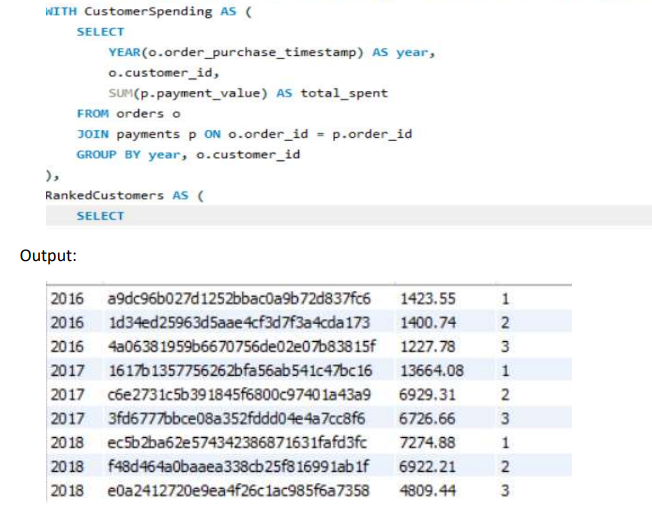 WITH CustomerSpending AS (
SELECT
YEAR(o.order_purchase_timestamp) AS year,
o.customer_id,
SUM(p.payment_value) AS total_spent
FROM orders o
JOIN payments p ON o.order_id = p.order_id
GROUP BY year, o.customer_id
),
RankedCustomers AS (
SELECT
Output:
2016 a9dc96b027d1252bbac0a9b72d837fc6 1423.55 1
2016 1d34ed25963d5aae4cf3d7f3a4cda173 1400.74 2
2016 4a06381959b6670756de02e07b83815f 1227.78 3
2017 1617b1357756262bfa56ab541c47bc16 13664.08 1
2017 c6e2731c5b391845f6800c97401a43a9 6929.31 2
2017 3fd6777bbce08a352fddd04e4a7cc8f6 6726.66 3
2018 ec5b2ba62e574342386871631fafd3fc 7274.88 1
2018 f48d464a0baaea338cb25f816991ab1f 6922.21 2
2018 e0a2412720e9ea4f26c1ac985f6a7358 4809.44 3